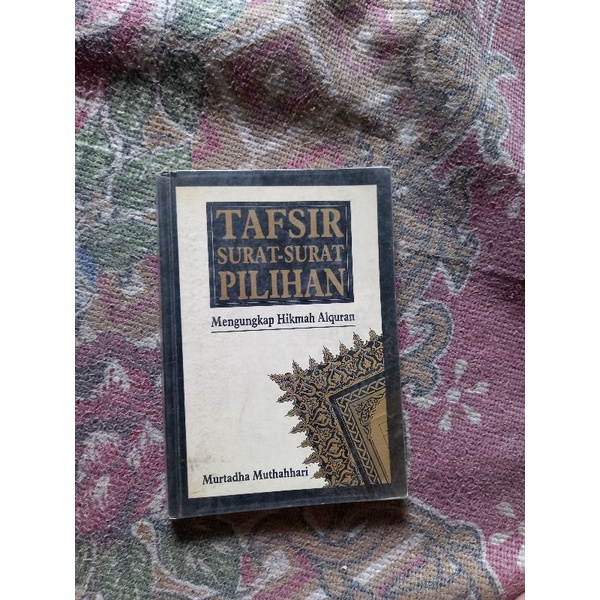 TAFSIR
SURAT-SURAT
PILIHAN
Mengungkap Hikmah Alquran
Murtadha Muthahhari